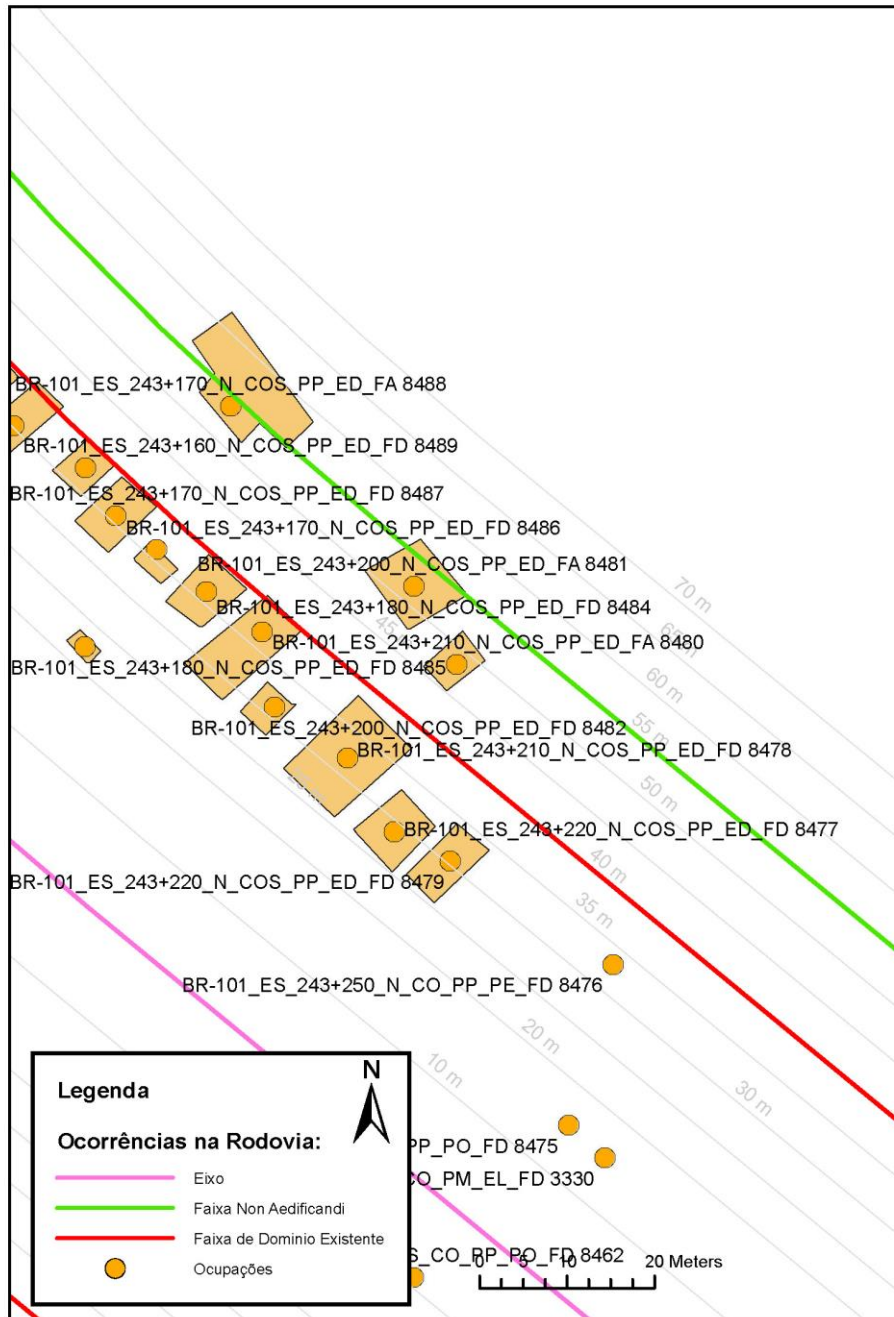 BR-101_ES_243+170_N_COS_PP_ED_FA 8488
BR-101_ES_243+160_N_COS_PP_ED_FD 8489
BR-101_ES_243+170_N_COS_PP_ED_FD 8487
BR-101_ES_243+170_N_COS_PP_ED_FD 8486
BR-101_ES_243+200_N_COS_PP_ED_FA 8481
70 m
BR-101_ES_243+180_N_COS_PP_ED_FD 8484
45 m
BR-101_ES_243+210_N_COS_PP_ED_FA 8480
BR-101_ES_243+180_N_COS_PP_ED_FD 8485
60 m
BR-101_ES_243+200_N_COS_PP_ED_FD 8482
55 m
BR-101_ES_243+210_N_COS_PP_ED_FD 8478
50 m
BR-101_ES_243+220_N_COS_PP_ED_FD 8477
40 m
BR-101_ES_243+220_N_COS_PP_ED_FD 8479
35 m
BR-101_ES_243+250_N_CO_PP_PE_FD 8476
20 m
10 m
30 m
N
Legenda
Ocorrências na Rodovia:
Eixo
Faixa Non Aedificandi
Faixa de Dominio Existente
Ocupações
PP_PO_FD 8475
CO_PM_EL_FD 3330
S_CO_PP_PO_FD 8462
0 5 10 20 Meters